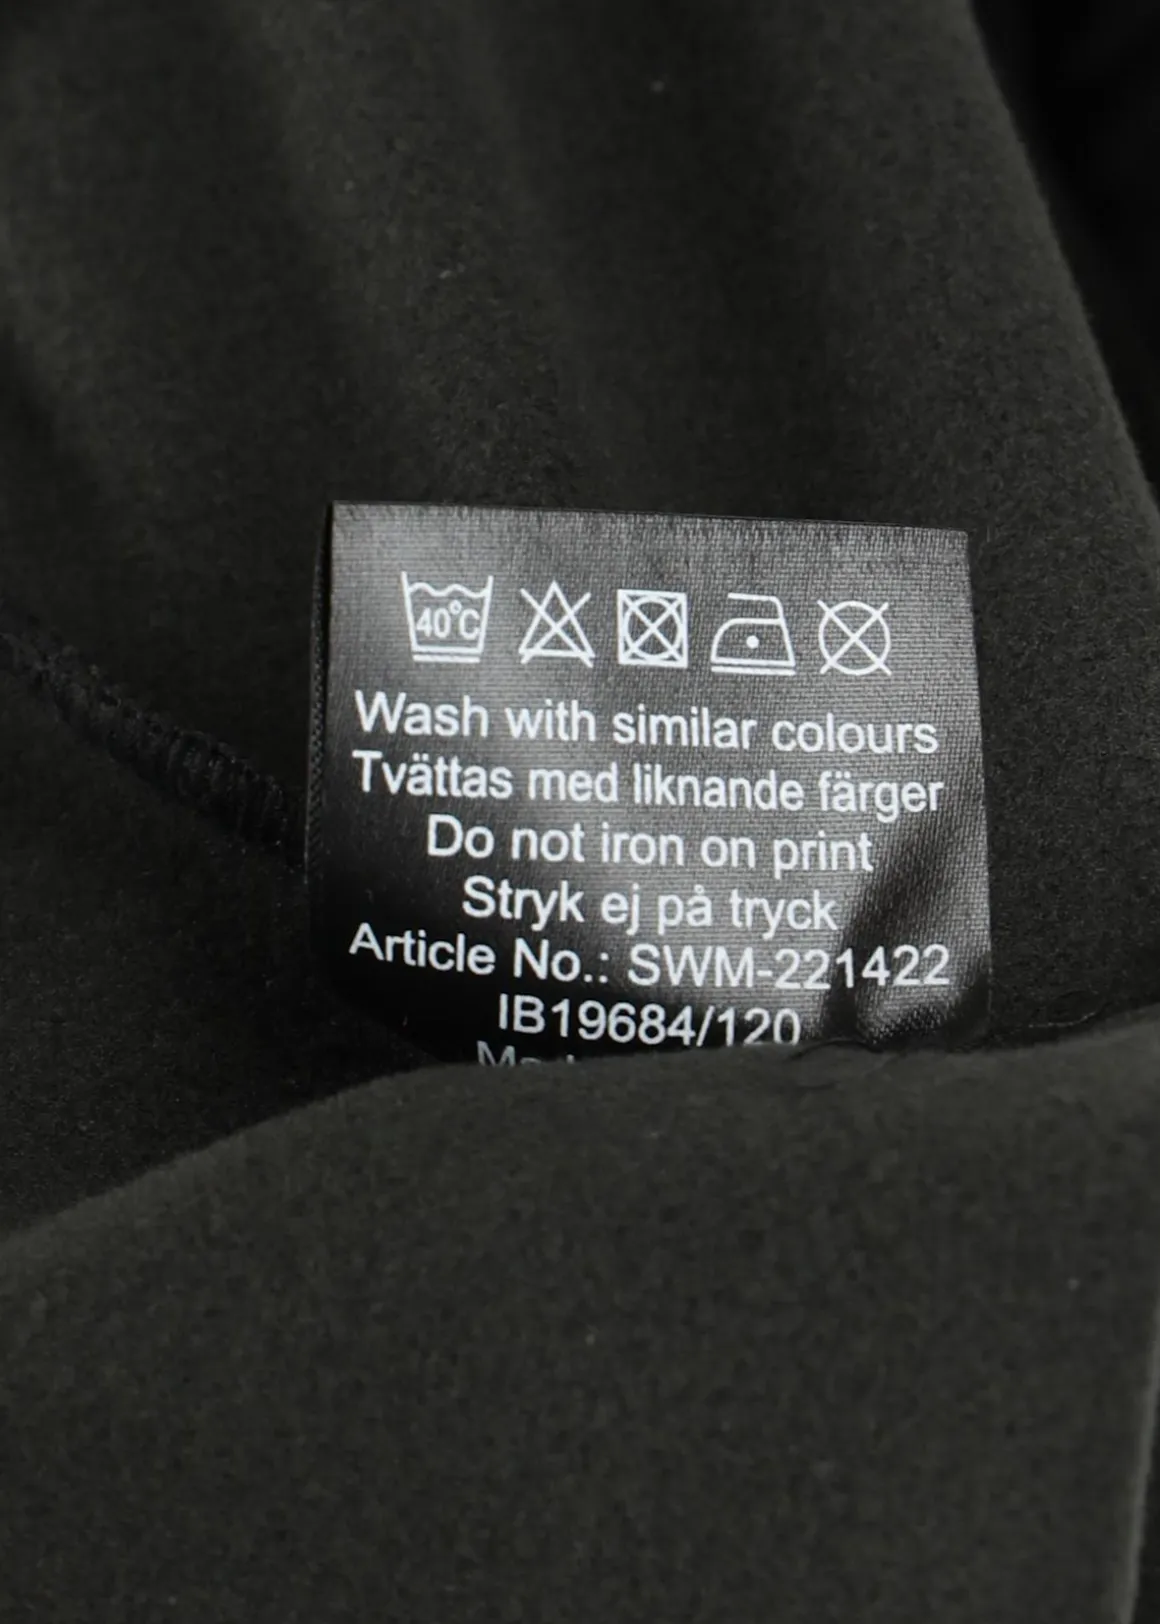 40°C
Wash with similar colours
Tvättas med liknande färger
Do not iron on print
Stryk ej på tryck
Article No.: SWM-221422
IB19684/120